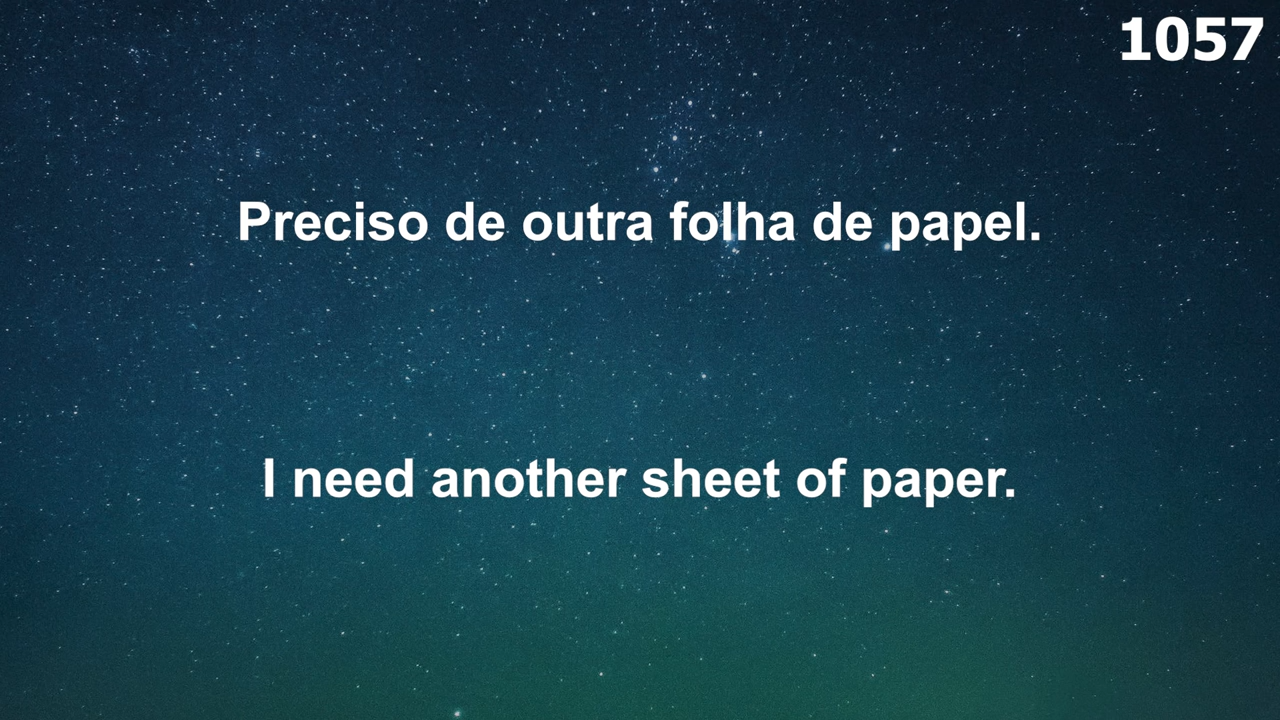 1057
Preciso de outra folha de papel.
I need another sheet of paper.